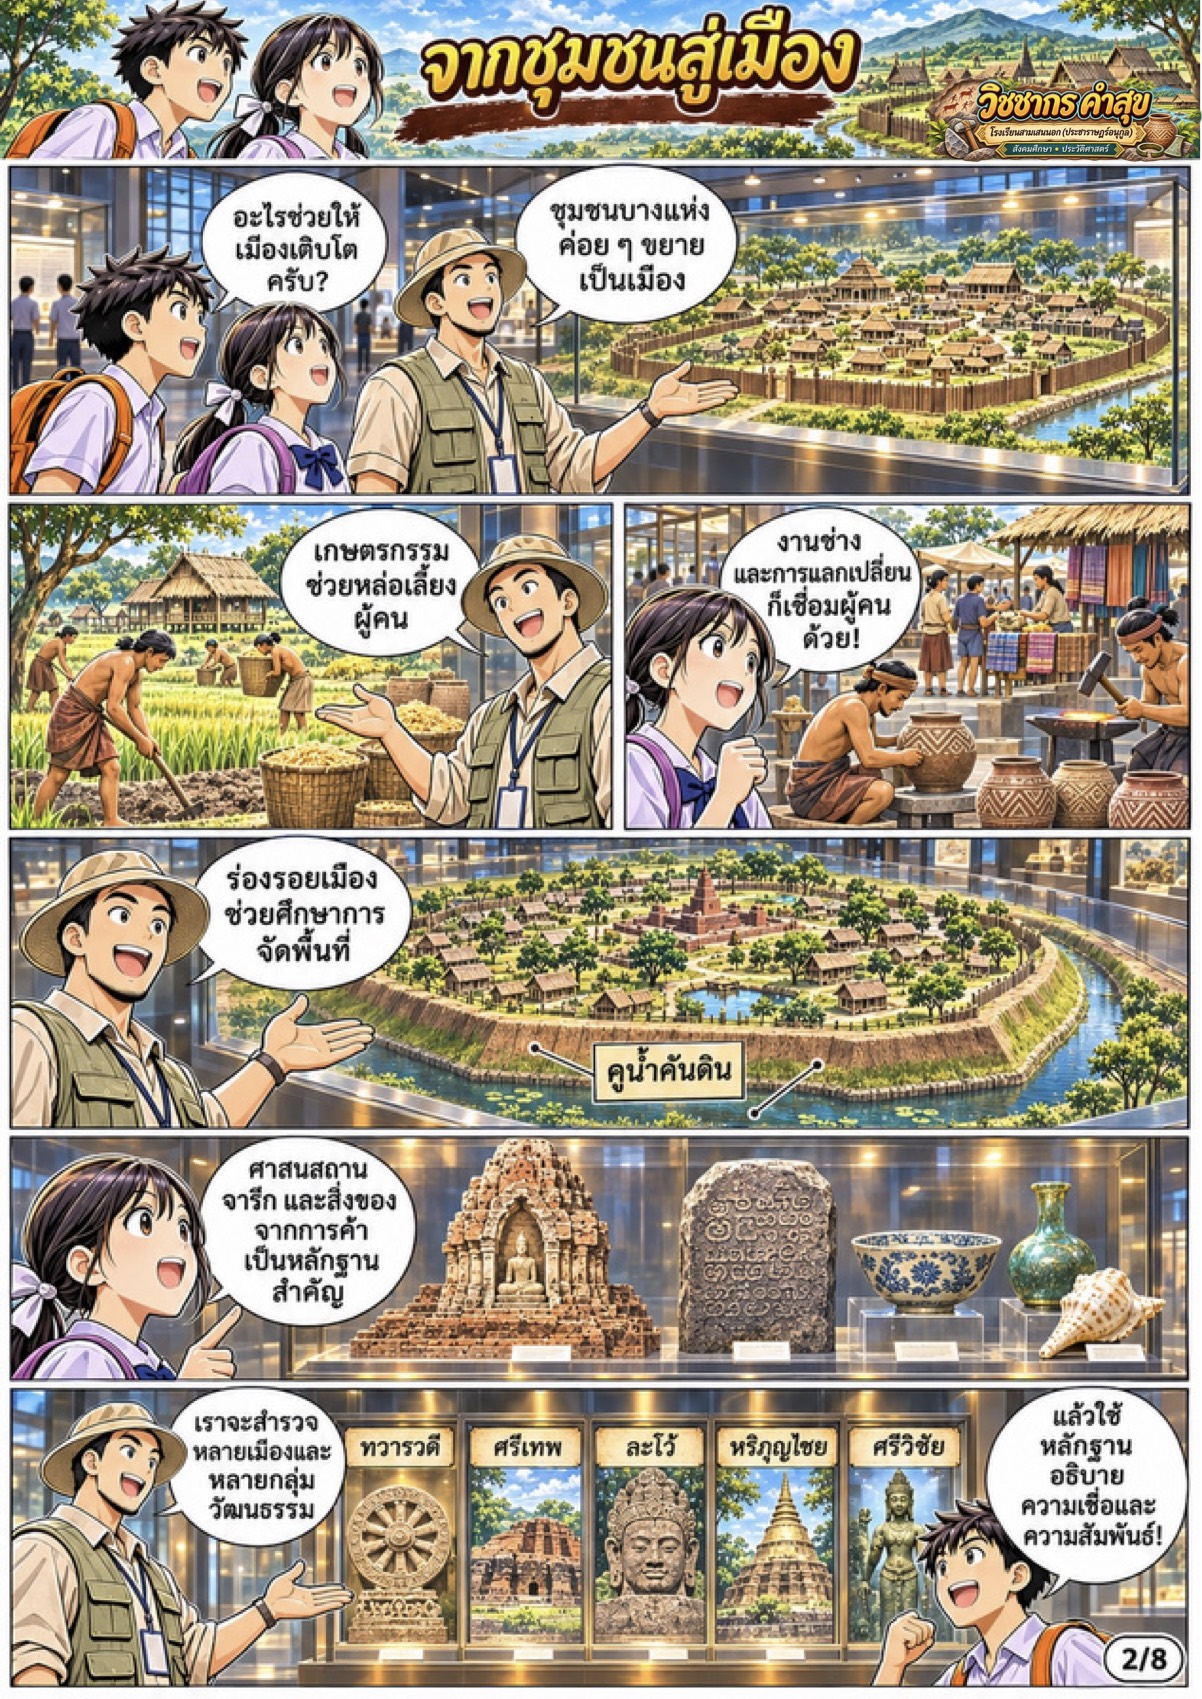 จากชุมชนสู่เมือง
วิชชากร คำสุข
โรงเรียนสามเสนนอก (ประชาราษฎร์อนุกูล)
สังคมศึกษา • ประวัติศาสตร์
อะไรช่วยให้
เมืองเติบโต
ครับ?
ชุมชนบางแห่ง
ค่อย ๆ ขยาย
เป็นเมือง
เกษตรกรรม
ช่วยหล่อเลี้ยง
ผู้คน
งานช่าง
และการแลกเปลี่ยน
ก็เชื่อมผู้คน
ด้วย!
ร่องรอยเมือง
ช่วยศึกษาการ
จัดพื้นที่
คูน้ำคันดิน
ศาสนสถาน
จารึก และสิ่งของ
จากการค้า
เป็นหลักฐาน
สำคัญ
เราจะสำรวจ
หลายเมืองและ
หลายกลุ่ม
วัฒนธรรม
ทวารวดี
ศรีเทพ
ละโว้
หริภุญไชย
ศรีวิชัย
แล้วใช้
หลักฐาน
อธิบาย
ความเชื่อและ
ความสัมพันธ์!
2/8